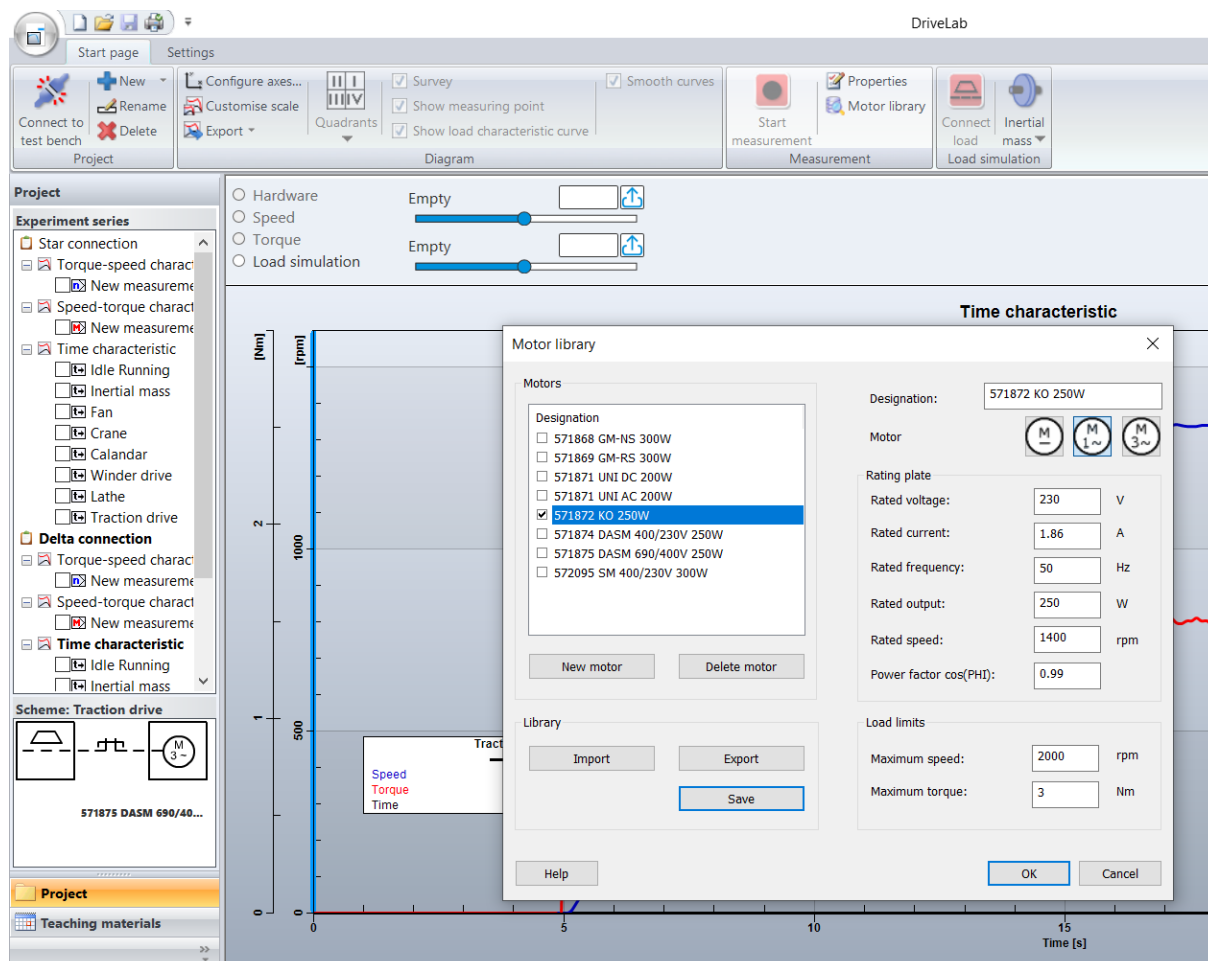 DriveLab
Start page Settings
Connect to test bench
New
Rename
Delete
Project
Configure axes...
Customise scale
Export
Quadrants
Survey
Show measuring point
Show load characteristic curve
Smooth curves
Diagram
Start measurement
Properties
Motor library
Measurement
Connect load
Inertial mass
Load simulation
Project
Experiment series
Star connection
Torque-speed charact
New measureme
Speed-torque charact
New measureme
Time characteristic
Idle Running
Inertial mass
Fan
Crane
Calandar
Winder drive
Lathe
Traction drive
Delta connection
Torque-speed charact
New measureme
Speed-torque charact
New measureme
Time characteristic
Idle Running
Inertial mass
Scheme: Traction drive
M
3 ~
571875 DASM 690/40...
Project
Teaching materials
Hardware
Speed
Torque
Load simulation
Empty
Empty
Time characteristic
[Nm]
[rpm]
2
1
0
1000
500
0
Tract
Speed
Torque
Time
0 5 10 15
Time [s]
Motor library
Motors
Designation
571868 GM-NS 300W
571869 GM-RS 300W
571871 UNI DC 200W
571871 UNI AC 200W
571872 KO 250W
571874 DASM 400/230V 250W
571875 DASM 690/400V 250W
572095 SM 400/230V 300W
New motor Delete motor
Library
Import Export
Save
Designation: 571872 KO 250W
Motor M M 1~ M 3~
Rating plate
Rated voltage: 230 V
Rated current: 1.86 A
Rated frequency: 50 Hz
Rated output: 250 W
Rated speed: 1400 rpm
Power factor cos(PHI): 0.99
Load limits
Maximum speed: 2000 rpm
Maximum torque: 3 Nm
Help OK Cancel